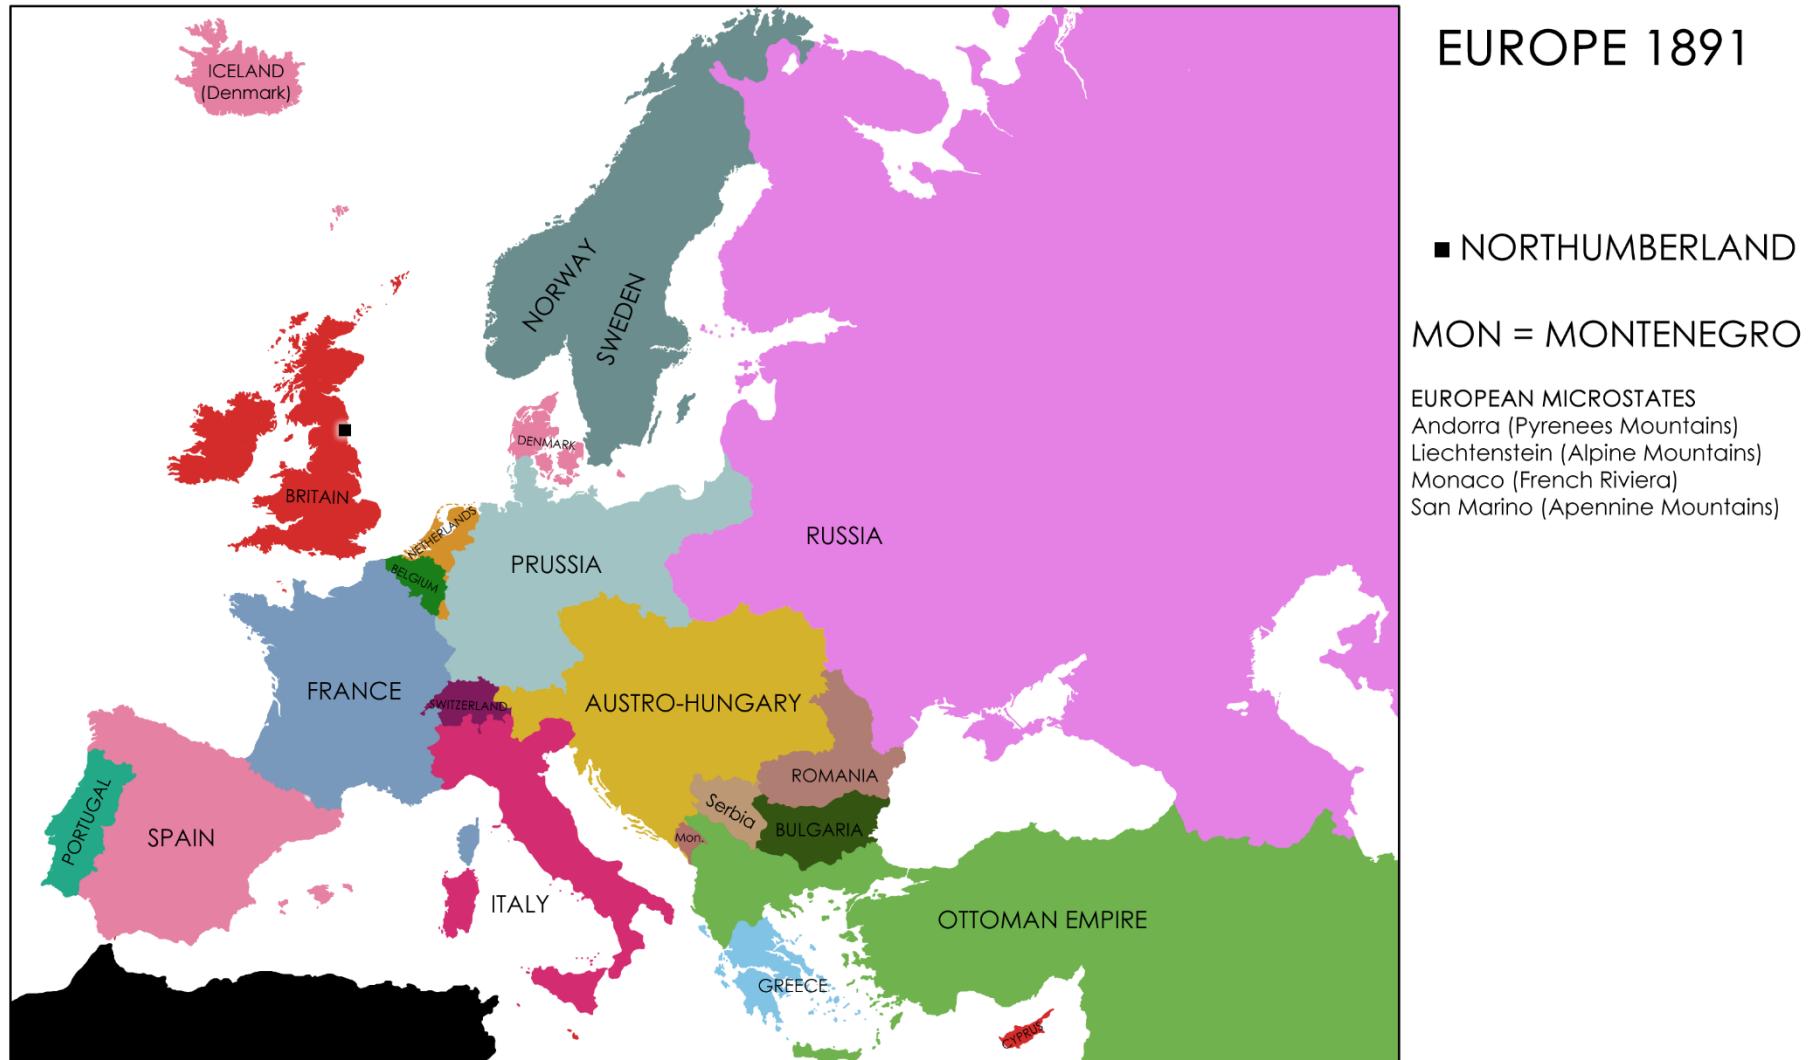 EUROPE 1891
ICELAND
(Denmark)
NORTHUMBERLAND
NORWAY
SWEDEN
MON = MONTENEGRO
EUROPEAN MICROSTATES
Andorra (Pyrenees Mountains)
Liechtenstein (Alpine Mountains)
Monaco (French Riviera)
San Marino (Apennine Mountains)
DENMARK
BRITAIN
NETHERLANDS
RUSSIA
PRUSSIA
BELGIUM
FRANCE
SWITZERLAND
AUSTRO-HUNGARY
ROMANIA
Serbia
BULGARIA
Mon.
PORTUGAL
SPAIN
ITALY
OTTOMAN EMPIRE
GREECE
CYPRUS